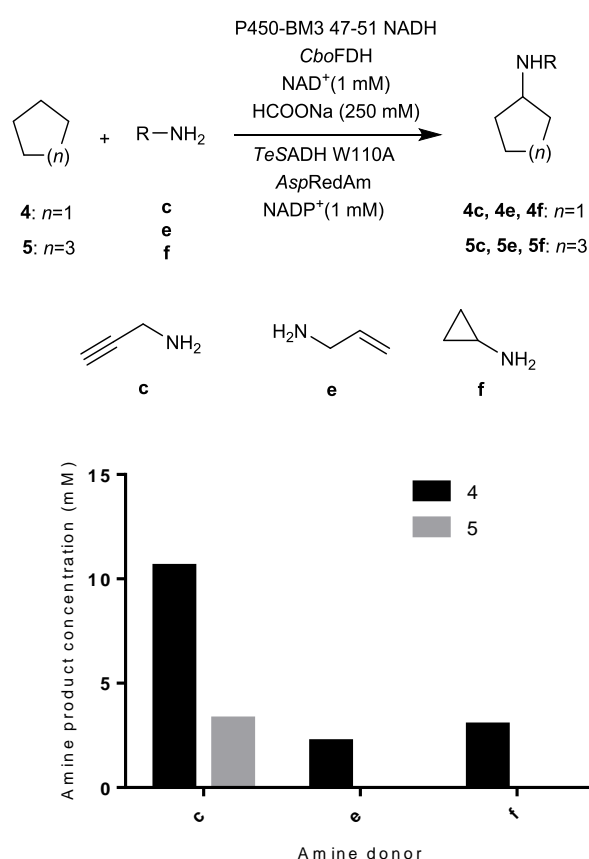 P450-BM3 47-51 NADH
CboFDH
NAD⁺(1 mM)
HCOONa (250 mM)
(n)
+
R–NH₂
TeSADH W110A
AspRedAm
NADP⁺(1 mM)
NHR
(n)
4: n=1
5: n=3
c
e
f
4c, 4e, 4f: n=1
5c, 5e, 5f: n=3
NH₂
c
H₂N
e
NH₂
f
Amine product concentration (mM)
15
10
5
0
4
5
c
e
f
Amine donor